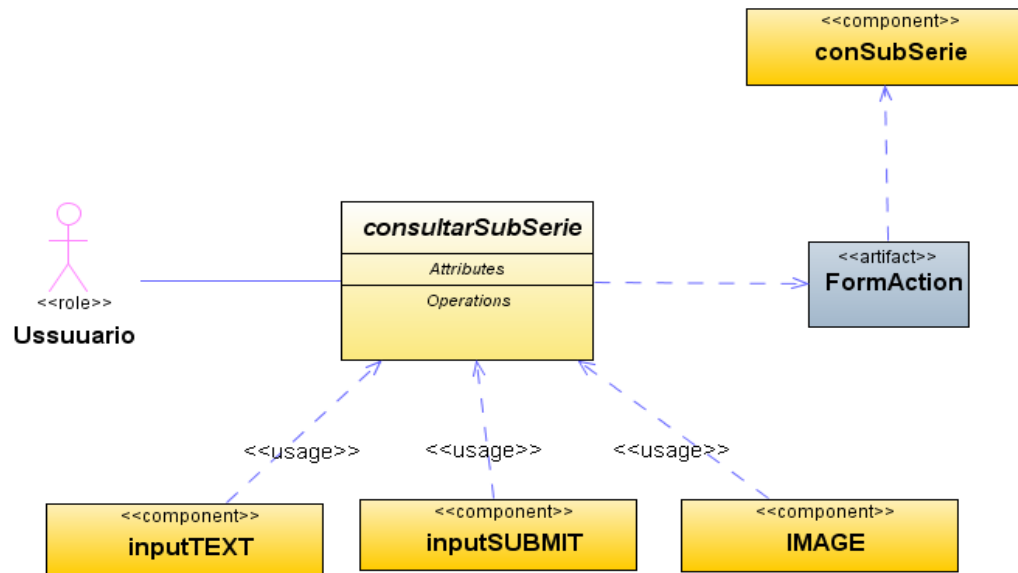 <<component>>
conSubSerie
consultarSubSerie
Attributes
Operations
<<artifact>>
FormAction
<<role>>
Ussuuario
<<usage>>
<<usage>>
<<usage>>
<<component>>
inputTEXT
<<component>>
inputSUBMIT
<<component>>
IMAGE